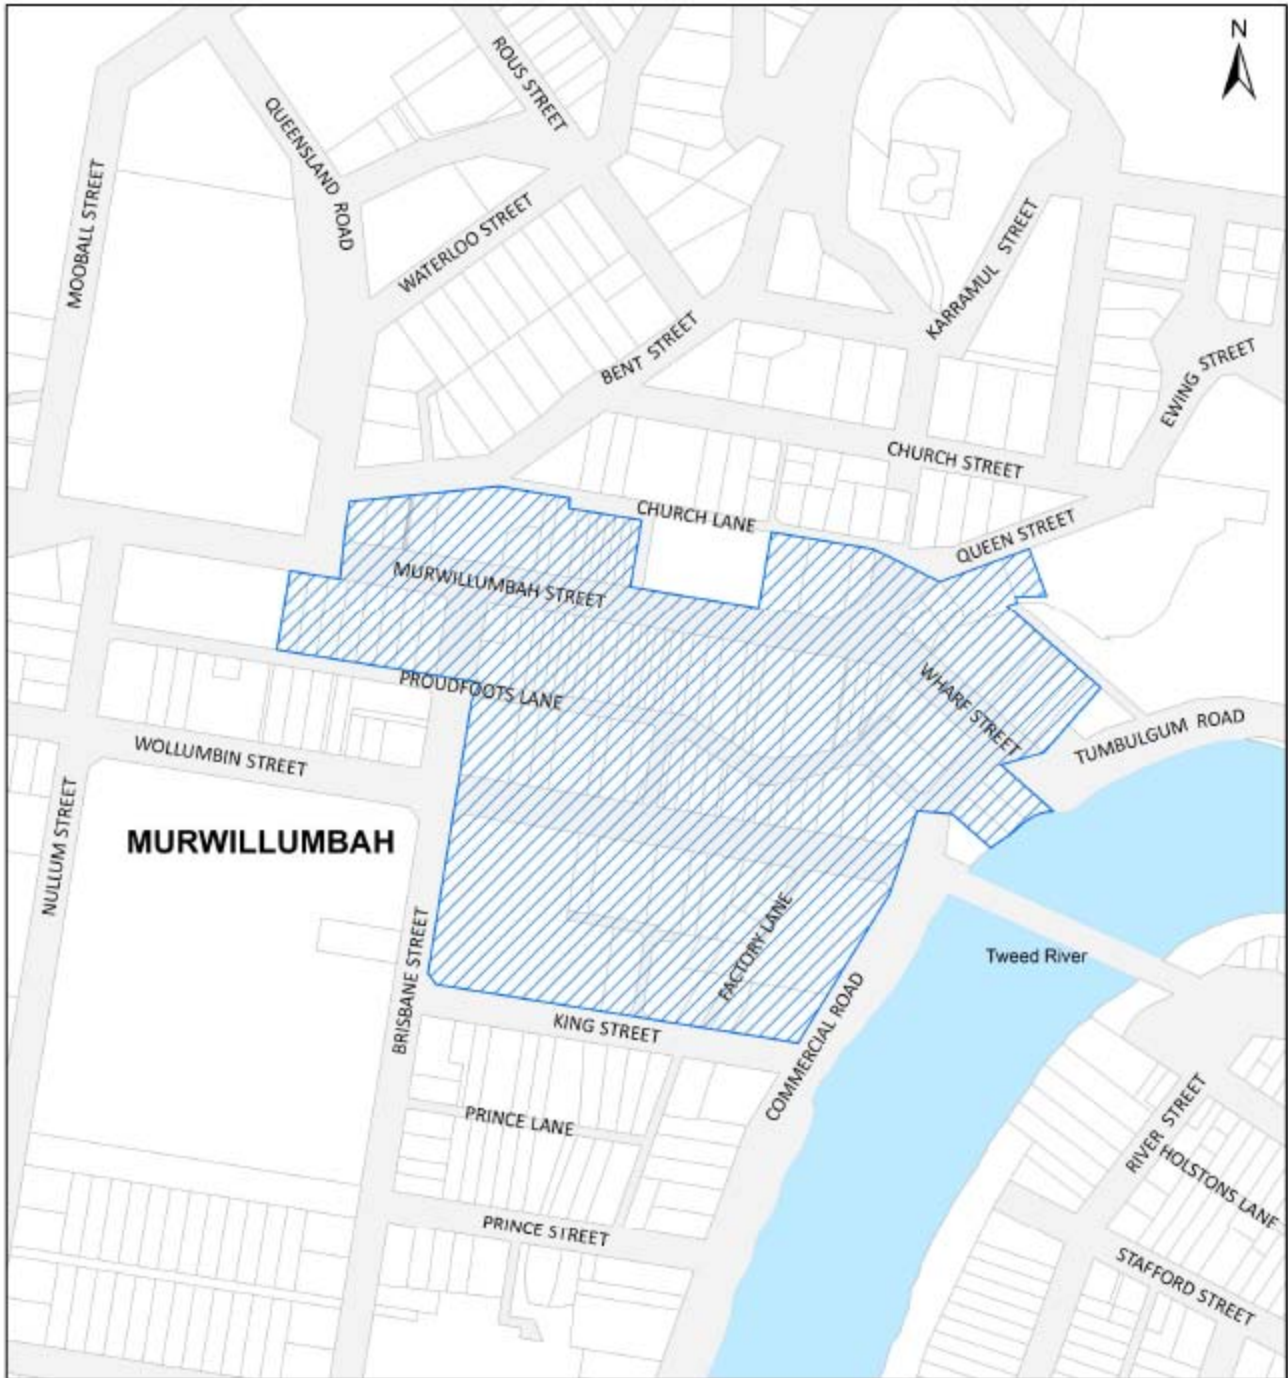 N
ROUS STREET
QUEENSLAND ROAD
MOOBALL STREET
WATERLOO STREET
KARRAMUL STREET
BENT STREET
EWING STREET
CHURCH STREET
CHURCH LANE
QUEEN STREET
MURWILLUMBAH STREET
PROUDFOOTS LANE
WHARF STREET
TUMBULGUM ROAD
WOLLUMBIN STREET
NULLUM STREET
MURWILLUMBAH
FACTORY LANE
BRISBANE STREET
Tweed River
KING STREET
COMMERCIAL ROAD
PRINCE LANE
RIVER STREET
HOLSTONS LANE
PRINCE STREET
STAFFORD STREET